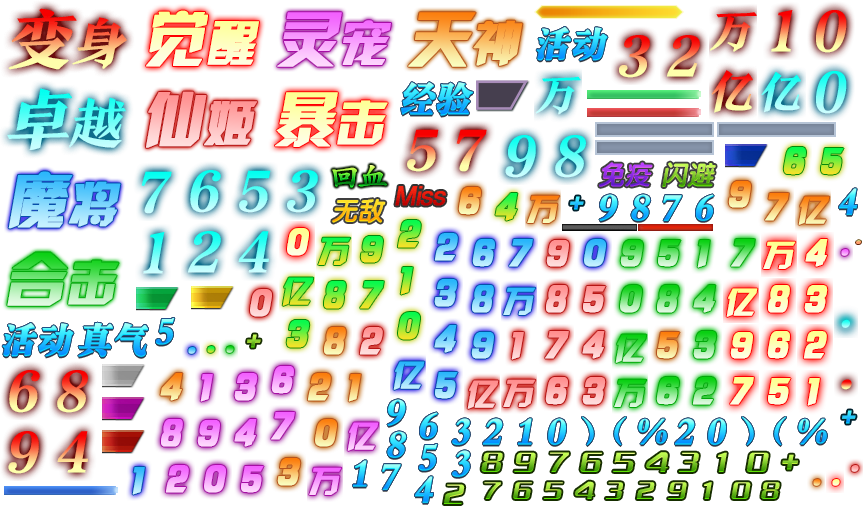 变身 觉醒 灵宠 天神 活动 3 2 万 1 0
卓越 仙姬 暴击 经验 万 亿 亿 0
5 7 9 8 免疫 闪避 6 5
魔将 7 6 5 3 回血 无敌 Miss 6 4 万 + 9 8 7 6 9 7 亿 4
1 2 4 0 万 9 2 2 6 7 9 0 9 5 1 7 万 4
合击 0 亿 8 7 1 3 8 万 8 5 0 8 4 亿 8 3
活动 真气 5 + 3 8 2 0 4 9 1 7 4 亿 5 3 9 6 2
6 8 4 1 3 6 2 1 亿 5 亿 万 6 3 万 6 2 7 5 1
9 4 8 9 4 7 0 亿 9 6 3 2 1 0 ) ( % 2 0 ) ( % +
8 5 3 8 9 7 6 5 4 3 1 0 +
1 2 0 5 3 万 1 7 4 2 7 6 5 4 3 2 9 1 0 8